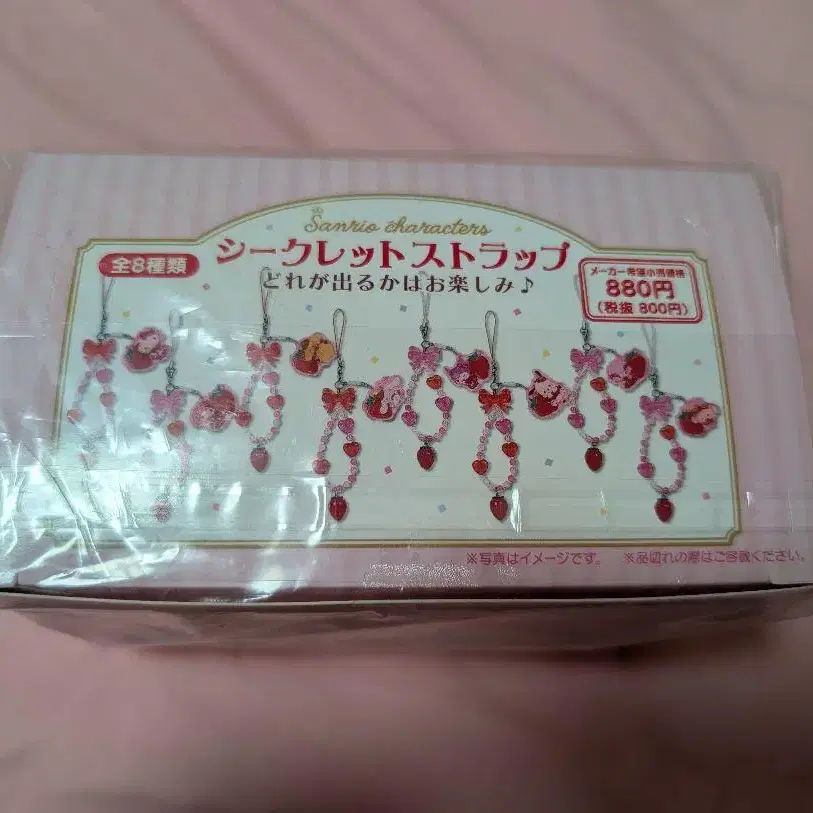 Sanrio characters
シークレットストラップ
全8種類
どれが出るかはお楽しみ♪
メーカー希望小売価格
880円
(税抜 800円)
※写真はイメージです。 ※品切れの際はご容赦ください。